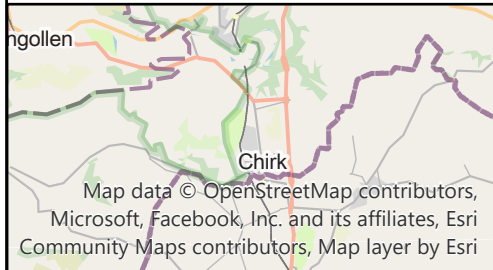 ngollen
Chirk
Map data © OpenStreetMap contributors,
Microsoft, Facebook, Inc. and its affiliates, Esri
Community Maps contributors, Map layer by Esri